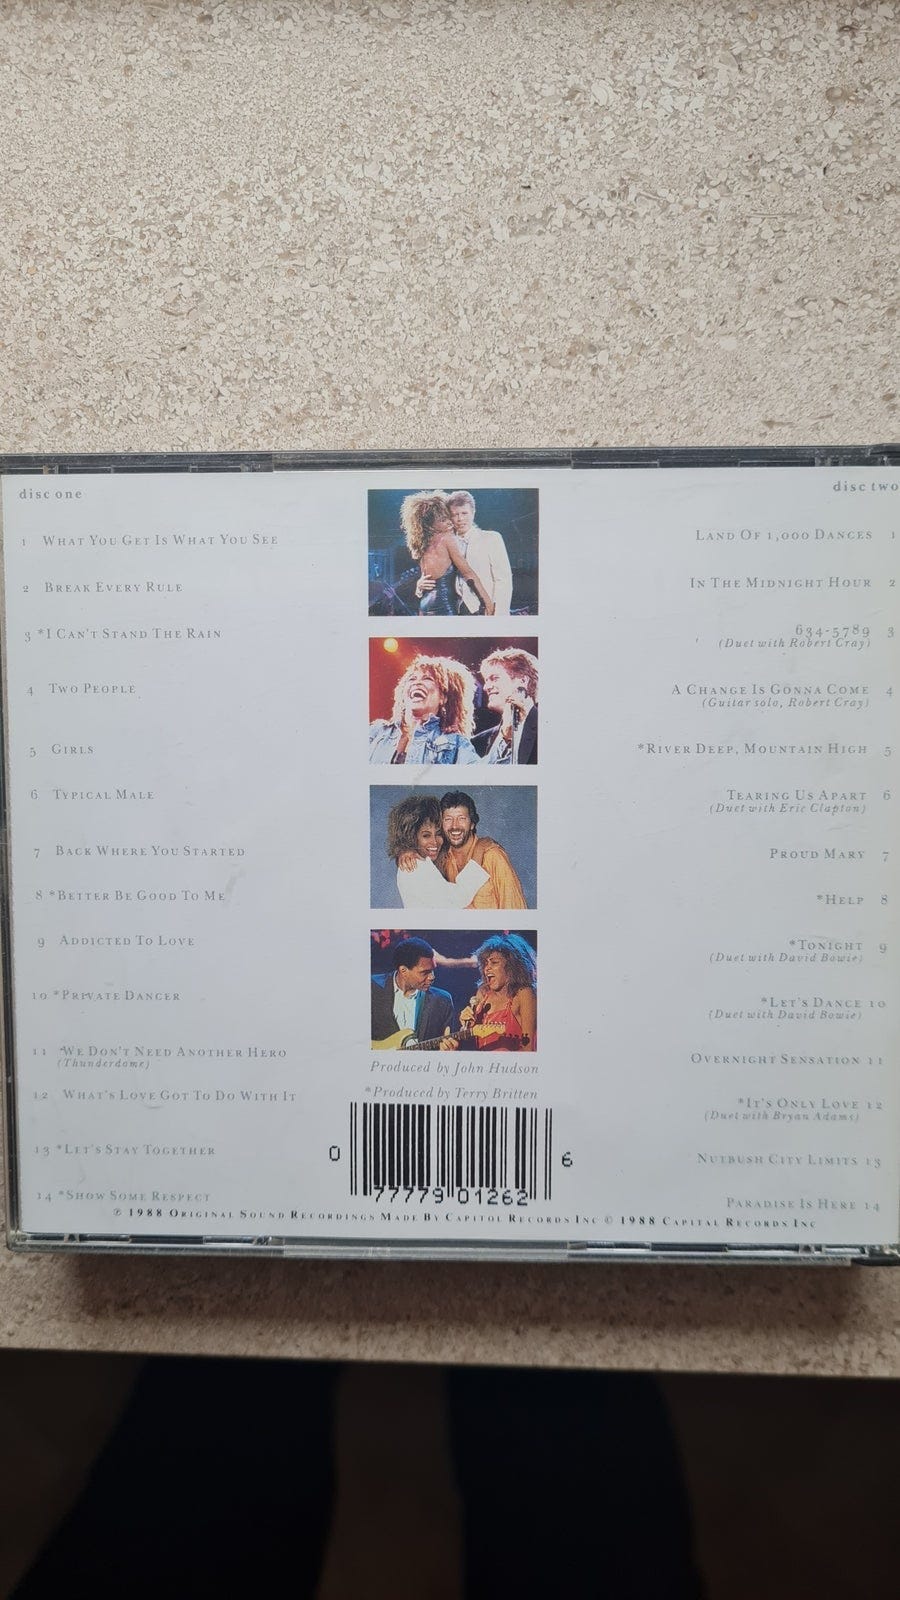 disc one
1 WHAT YOU GET IS WHAT YOU SEE
2 BREAK EVERY RULE
3 *I CAN'T STAND THE RAIN
4 TWO PEOPLE
5 GIRLS
6 TYPICAL MALE
7 BACK WHERE YOU STARTED
8 *BETTER BE GOOD TO ME
9 ADDICTED TO LOVE
10 *PRIVATE DANCER
11 *WE DON'T NEED ANOTHER HERO
(Thunderdome)
12 WHAT'S LOVE GOT TO DO WITH IT
13 *LET'S STAY TOGETHER
14 *SHOW SOME RESPECT
disc two
LAND OF 1,000 DANCES 1
IN THE MIDNIGHT HOUR 2
634-5789 3
(Duet with Robert Cray)
A CHANGE IS GONNA COME 4
(Guitar solo, Robert Cray)
*RIVER DEEP, MOUNTAIN HIGH 5
TEARING US APART 6
(Duet with Eric Clapton)
PROUD MARY 7
*HELP 8
*TONIGHT 9
(Duet with David Bowie)
*LET'S DANCE 10
(Duet with David Bowie)
OVERNIGHT SENSATION 11
*IT'S ONLY LOVE 12
(Duet with Bryan Adams)
NUTBUSH CITY LIMITS 13
PARADISE IS HERE 14
Produced by John Hudson
*Produced by Terry Britten
0 77779 01262 6
℗ 1988 ORIGINAL SOUND RECORDINGS MADE BY CAPITOL RECORDS INC © 1988 CAPITAL RECORDS INC